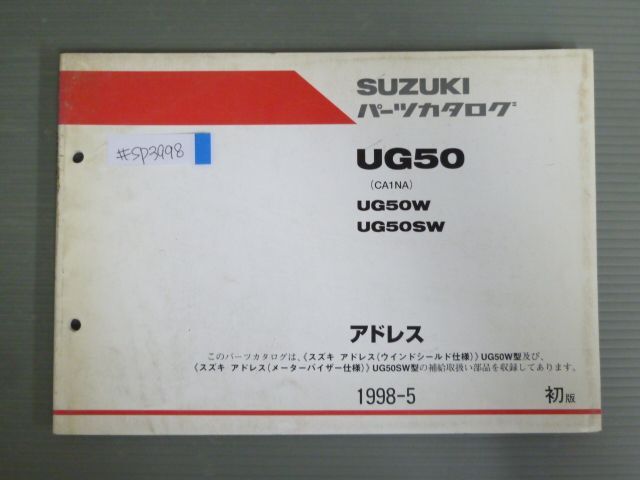 SUZUKI
パーツカタログ
#SP3998
UG50
(CA1NA)
UG50W
UG50SW
アドレス
このパーツカタログは、《スズキ アドレス(ウインドシールド仕様)》UG50W型及び、
《スズキ アドレス(メーターバイザー仕様)》UG50SW型の補給取扱い部品を収録してあります。
1998-5
初版